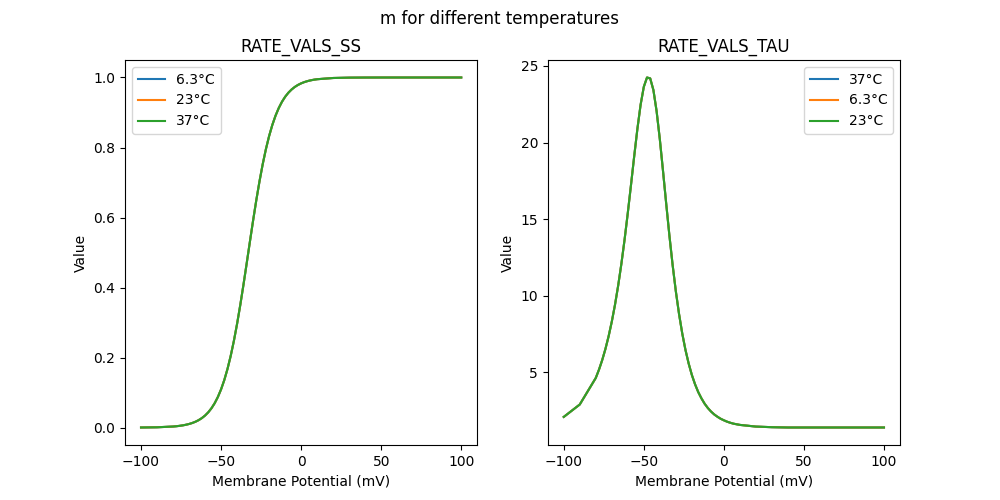 m for different temperatures
RATE_VALS_SS
1.0
0.8
0.6
0.4
0.2
0.0
Value
6.3°C
23°C
37°C
−100
−50
0
50
100
Membrane Potential (mV)
RATE_VALS_TAU
25
20
15
10
5
Value
37°C
6.3°C
23°C
−100
−50
0
50
100
Membrane Potential (mV)